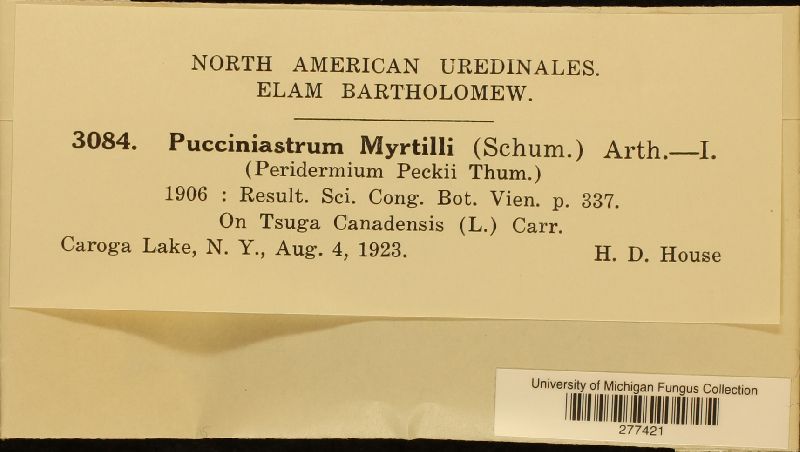 NORTH AMERICAN UREDINALES.
ELAM BARTHOLOMEW.
3084. Pucciniastrum Myrtilli (Schum.) Arth.—I.
(Peridermium Peckii Thum.)
1906 : Result. Sci. Cong. Bot. Vien. p. 337.
On Tsuga Canadensis (L.) Carr.
Caroga Lake, N. Y., Aug. 4, 1923. H. D. House
University of Michigan Fungus Collection
277421